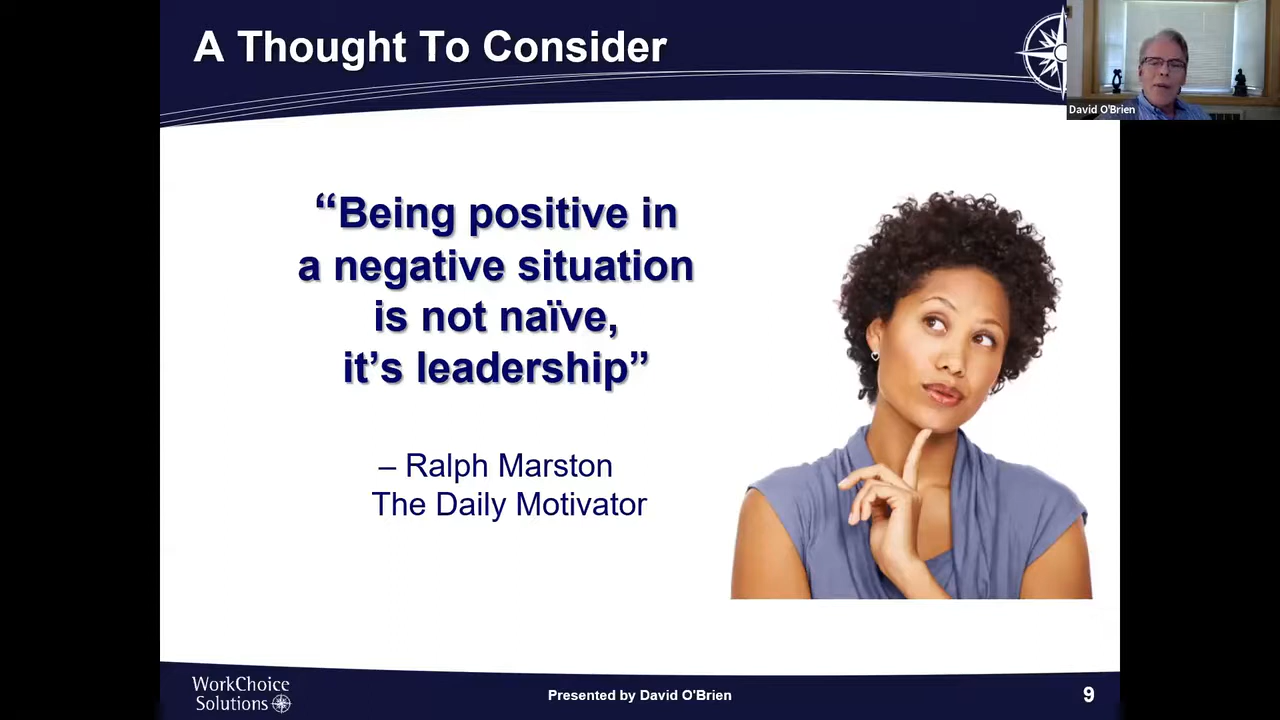 A Thought To Consider
David O'Brien
“Being positive in
a negative situation
is not naïve,
it’s leadership”
– Ralph Marston
The Daily Motivator
WorkChoice
Solutions
Presented by David O'Brien
9